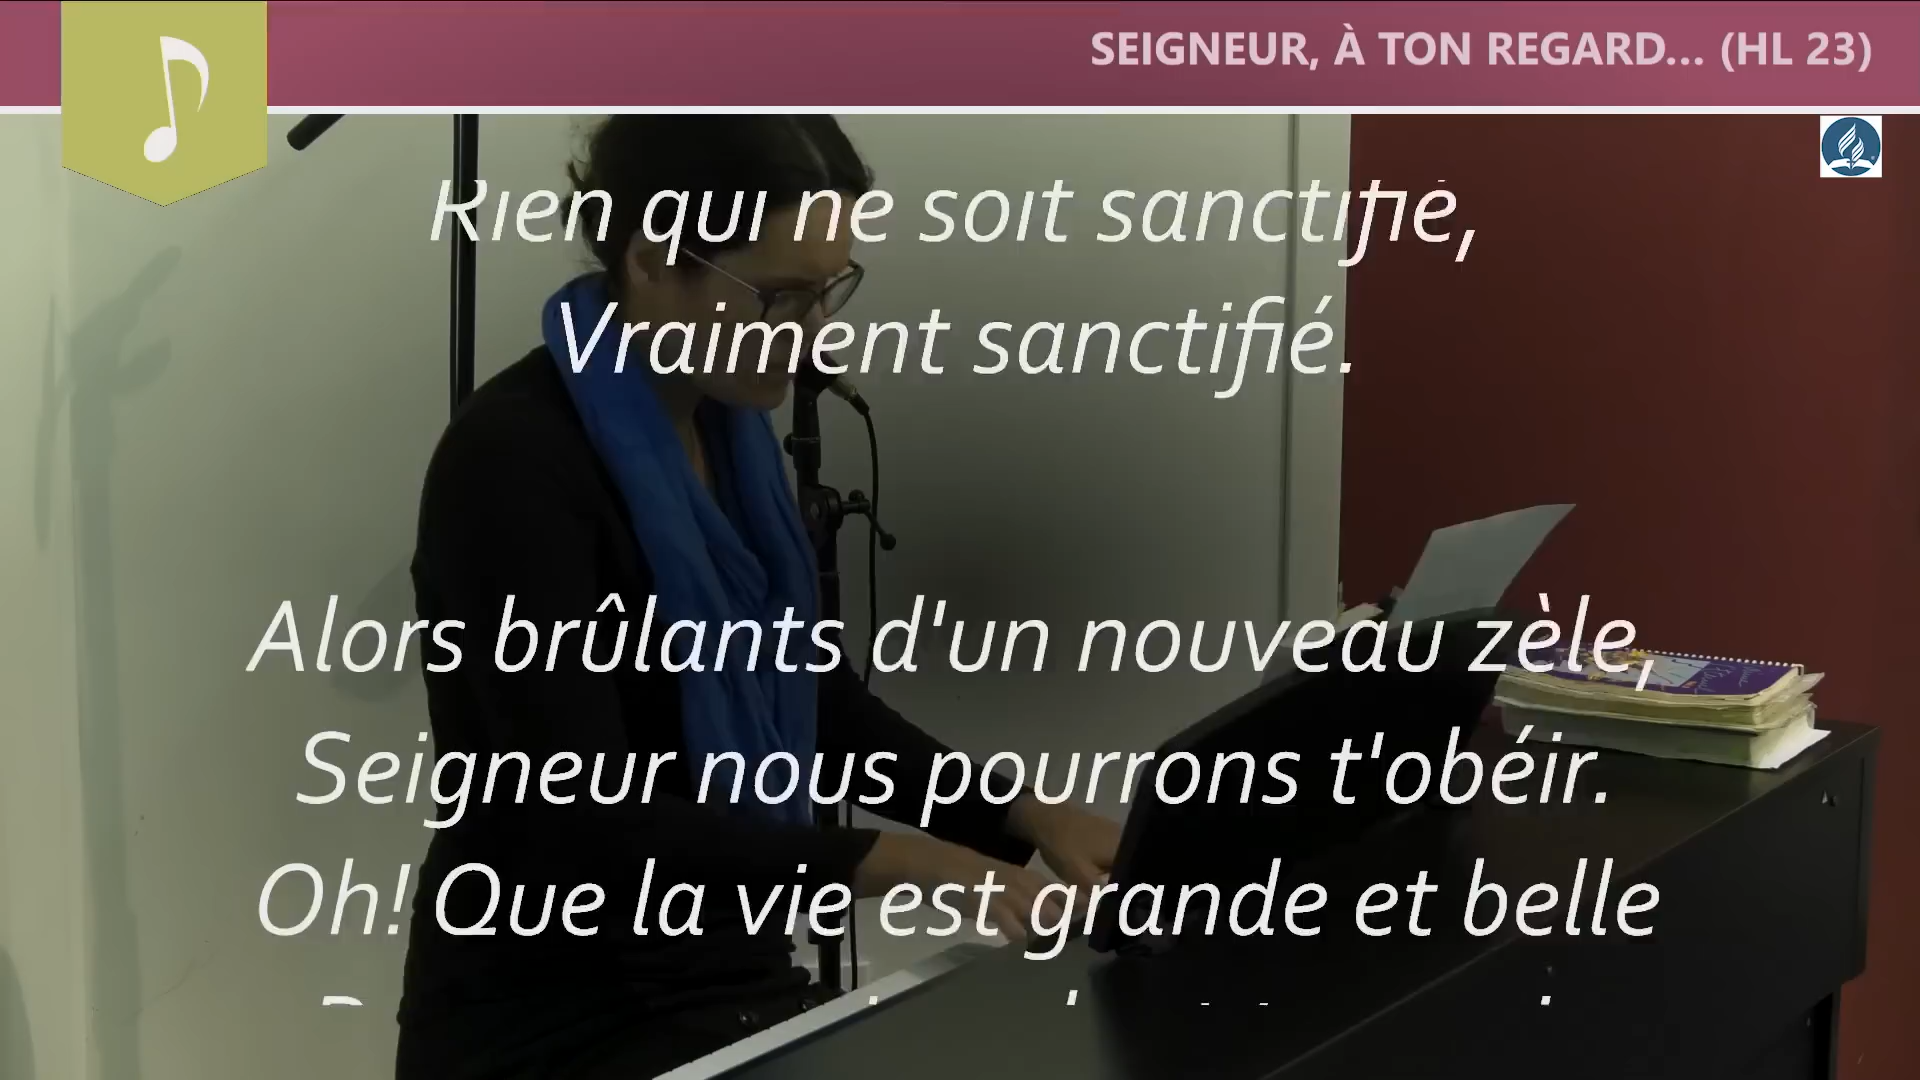 SEIGNEUR, À TON REGARD... (HL 23)
Rien qui ne soit sanctifié,
Vraiment sanctifié.
Alors brûlants d'un nouveau zèle,
Seigneur nous pourrons t'obéir.
Oh! Que la vie est grande et belle